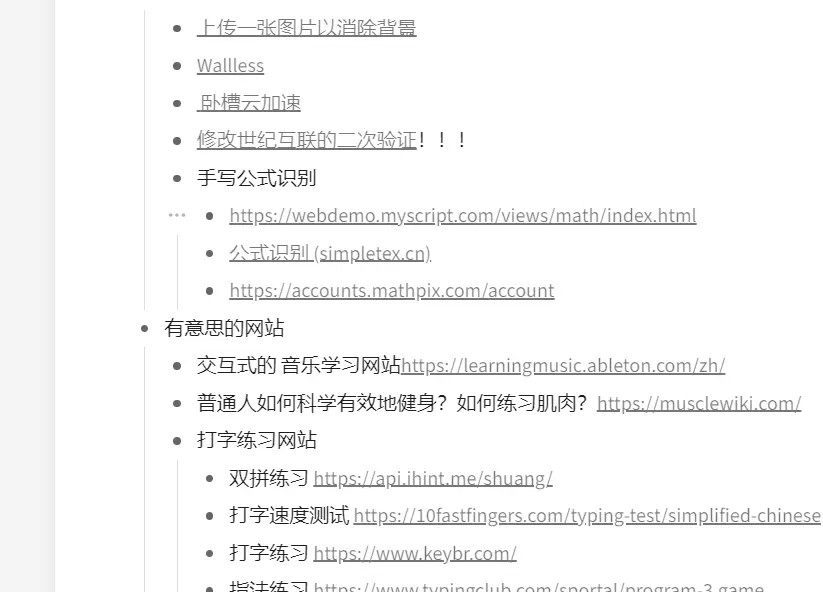 上传一张图片以消除背景
Wallless
卧槽云加速
修改世纪互联的二次验证！！！
手写公式识别
https://webdemo.myscript.com/views/math/index.html
公式识别 (simpletex.cn)
https://accounts.mathpix.com/account
有意思的网站
交互式的 音乐学习网站https://learningmusic.ableton.com/zh/
普通人如何科学有效地健身？如何练习肌肉？https://musclewiki.com/
打字练习网站
双拼练习 https://api.ihint.me/shuang/
打字速度测试 https://10fastfingers.com/typing-test/simplified-chinese
打字练习 https://www.keybr.com/
指法练习 https://www.typingclub.com/sportal/program-3.game